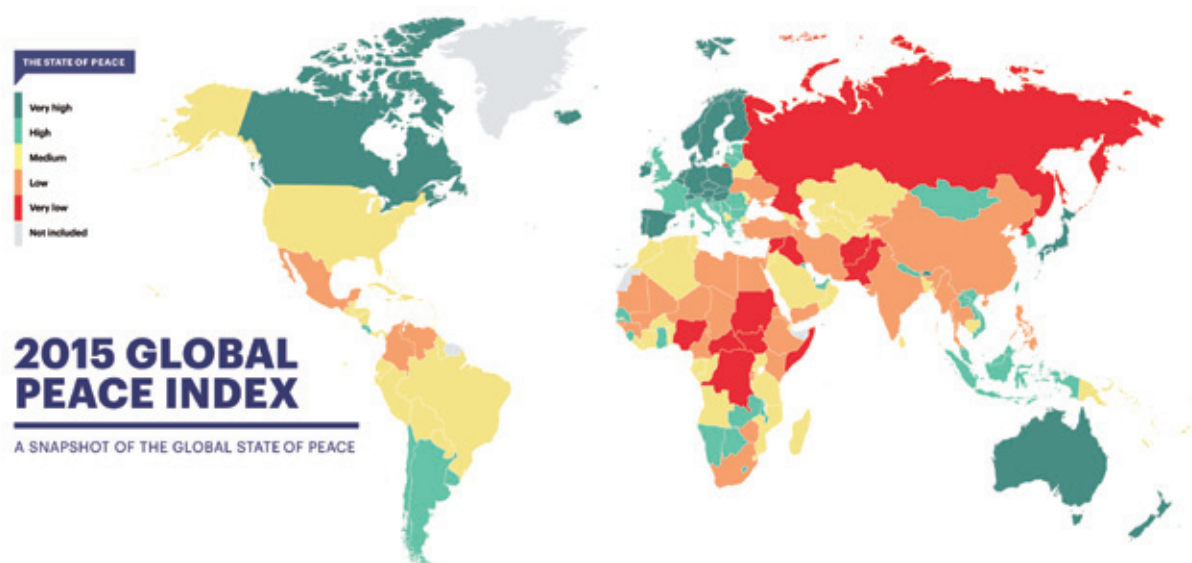 THE STATE OF PEACE
Very high
High
Medium
Low
Very low
Not included
2015 GLOBAL
PEACE INDEX
A SNAPSHOT OF THE GLOBAL STATE OF PEACE